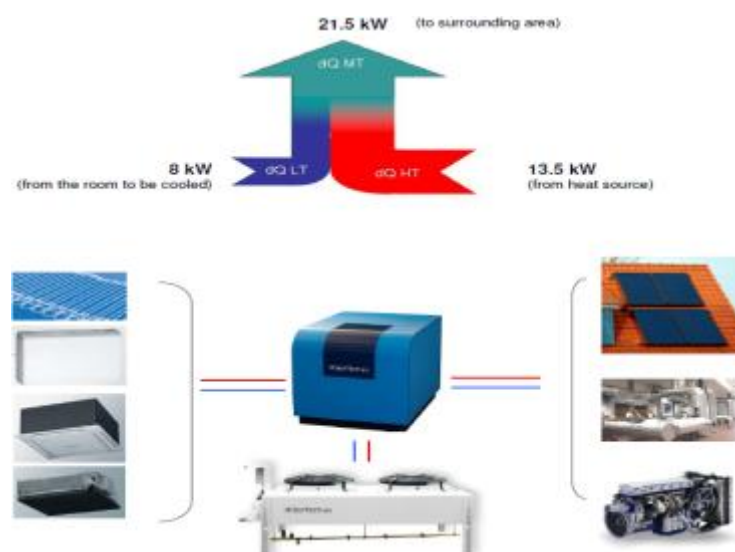 21.5 kW (to surrounding area)
dQ MT
8 kW
(from the room to be cooled)
dQ LT
dQ HT
13.5 kW
(from heat source)